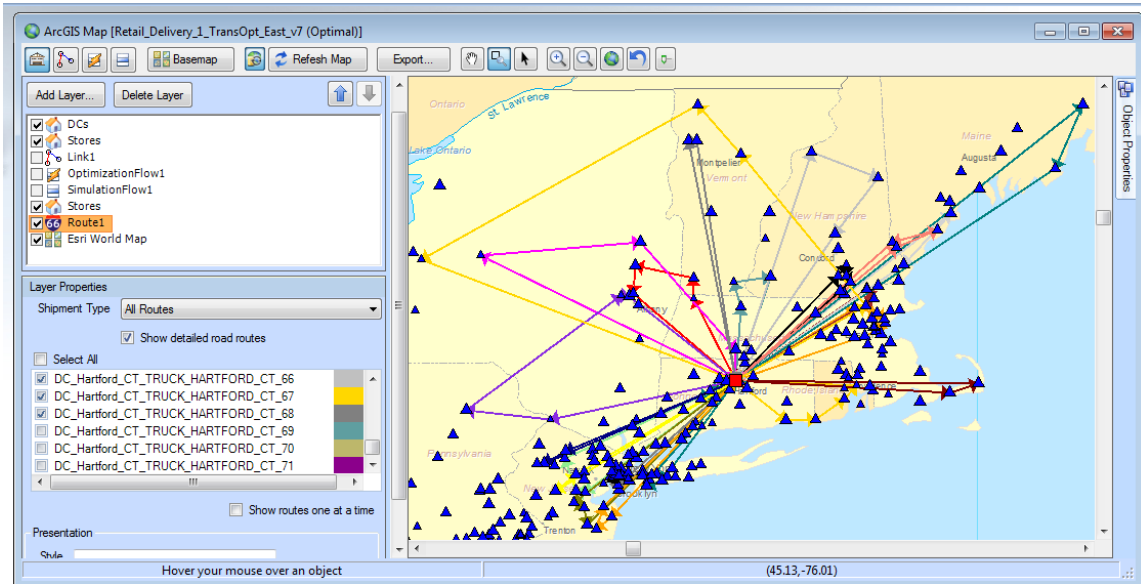 ArcGIS Map [Retail_Delivery_1_TransOpt_East_v7 (Optimal)]
Basemap
Refesh Map
Export...
Add Layer...
Delete Layer
DCs
Stores
Link1
OptimizationFlow1
SimulationFlow1
Stores
66 Route1
Esri World Map
Layer Properties
Shipment Type
All Routes
Show detailed road routes
Select All
DC_Hartford_CT_TRUCK_HARTFORD_CT_66
DC_Hartford_CT_TRUCK_HARTFORD_CT_67
DC_Hartford_CT_TRUCK_HARTFORD_CT_68
DC_Hartford_CT_TRUCK_HARTFORD_CT_69
DC_Hartford_CT_TRUCK_HARTFORD_CT_70
DC_Hartford_CT_TRUCK_HARTFORD_CT_71
Show routes one at a time
Presentation
Style
Ontario
St. Lawrence
Lake Ontario
Montpelier
Vermont
Maine
Augusta
New Hampshire
Concord
Pennsylvania
Brooklyn
Trenton
Object Properties
Hover your mouse over an object
(45.13,-76.01)